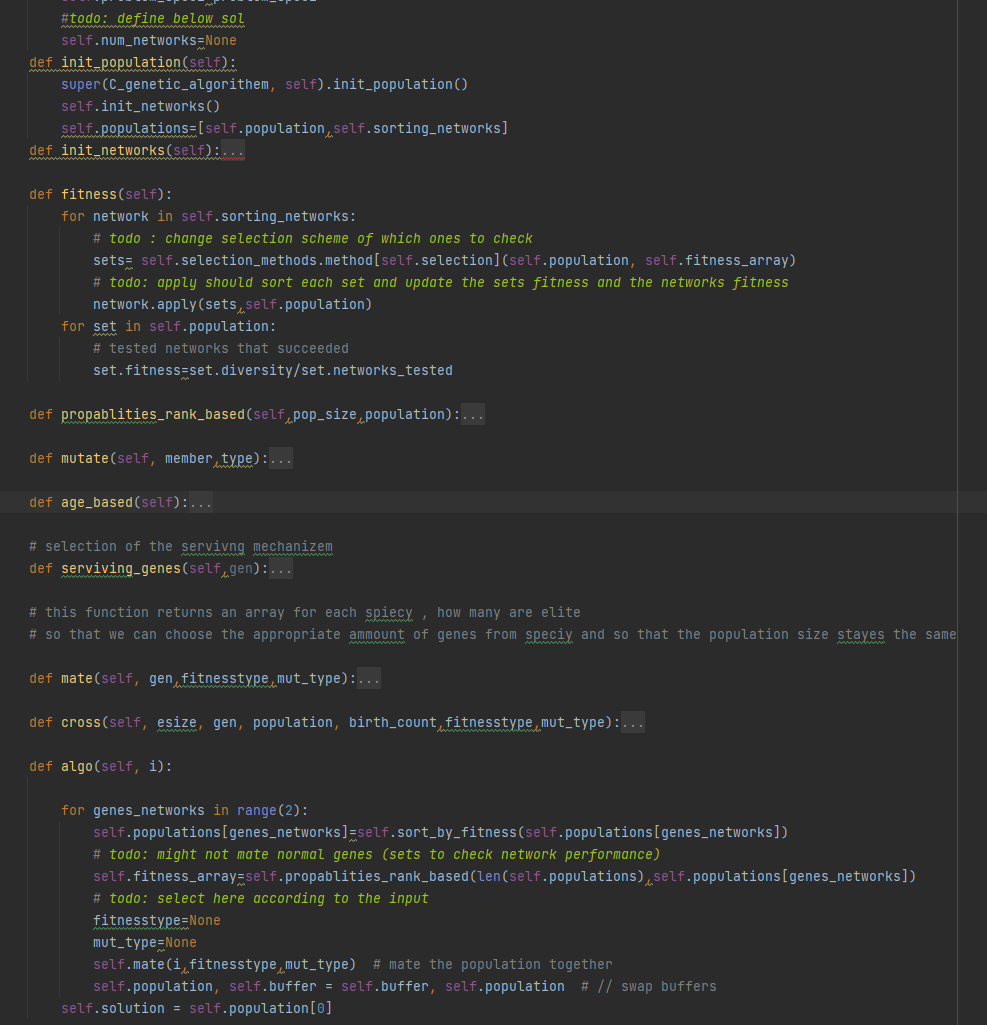 #todo: define below sol
self.num_networks=None
def init_population(self):
super(C_genetic_algorithem, self).init_population()
self.init_networks()
self.populations=[self.population,self.sorting_networks]
def init_networks(self):...
def fitness(self):
for network in self.sorting_networks:
# todo : change selection scheme of which ones to check
sets= self.selection_methods.method[self.selection](self.population, self.fitness_array)
# todo: apply should sort each set and update the sets fitness and the networks fitness
network.apply(sets,self.population)
for set in self.population:
# tested networks that succeeded
set.fitness=set.diversity/set.networks_tested
def propablities_rank_based(self,pop_size,population):...
def mutate(self, member,type):...
def age_based(self):...
# selection of the servivng mechanizem
def serviving_genes(self,gen):...
# this function returns an array for each spiecy , how many are elite
# so that we can choose the appropriate ammount of genes from speciy and so that the population size stayes the same
def mate(self, gen,fitnesstype,mut_type):...
def cross(self, esize, gen, population, birth_count,fitnesstype,mut_type):...
def algo(self, i):
for genes_networks in range(2):
self.populations[genes_networks]=self.sort_by_fitness(self.populations[genes_networks])
# todo: might not mate normal genes (sets to check network performance)
self.fitness_array=self.propablities_rank_based(len(self.populations),self.populations[genes_networks])
# todo: select here according to the input
fitnesstype=None
mut_type=None
self.mate(i,fitnesstype,mut_type)  # mate the population together
self.population, self.buffer = self.buffer, self.population  # // swap buffers
self.solution = self.population[0]